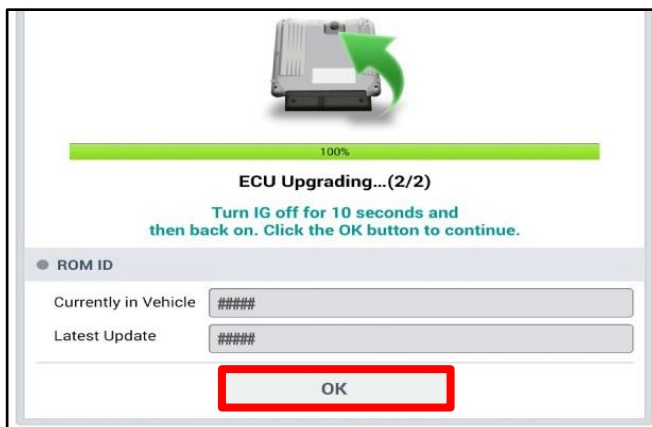 100%
ECU Upgrading...(2/2)
Turn IG off for 10 seconds and
then back on. Click the OK button to continue.
ROM ID
Currently in Vehicle #####
Latest Update #####
OK